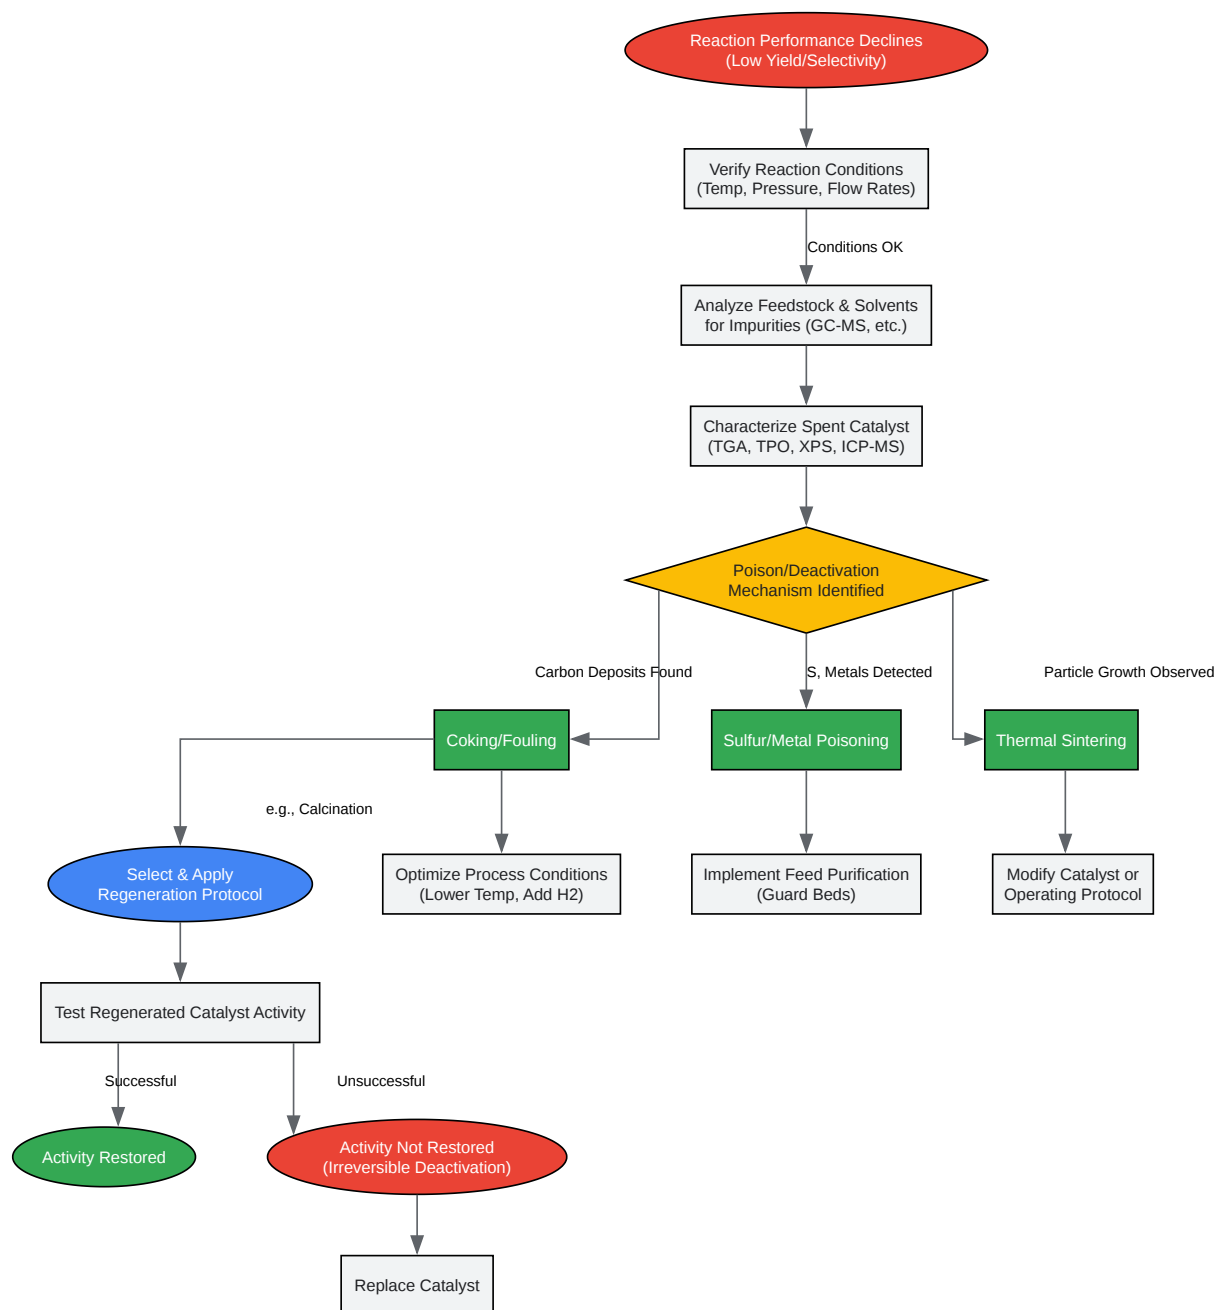 Reaction Performance Declines
(Low Yield/Selectivity)
Verify Reaction Conditions
(Temp, Pressure, Flow Rates)
Conditions OK
Analyze Feedstock & Solvents
for Impurities (GC-MS, etc.)
Characterize Spent Catalyst
(TGA, TPO, XPS, ICP-MS)
Poison/Deactivation
Mechanism Identified
Carbon Deposits Found
S, Metals Detected
Particle Growth Observed
Coking/Fouling
Sulfur/Metal Poisoning
Thermal Sintering
e.g., Calcination
Select & Apply
Regeneration Protocol
Optimize Process Conditions
(Lower Temp, Add H2)
Implement Feed Purification
(Guard Beds)
Modify Catalyst or
Operating Protocol
Test Regenerated Catalyst Activity
Successful
Unsuccessful
Activity Restored
Activity Not Restored
(Irreversible Deactivation)
Replace Catalyst